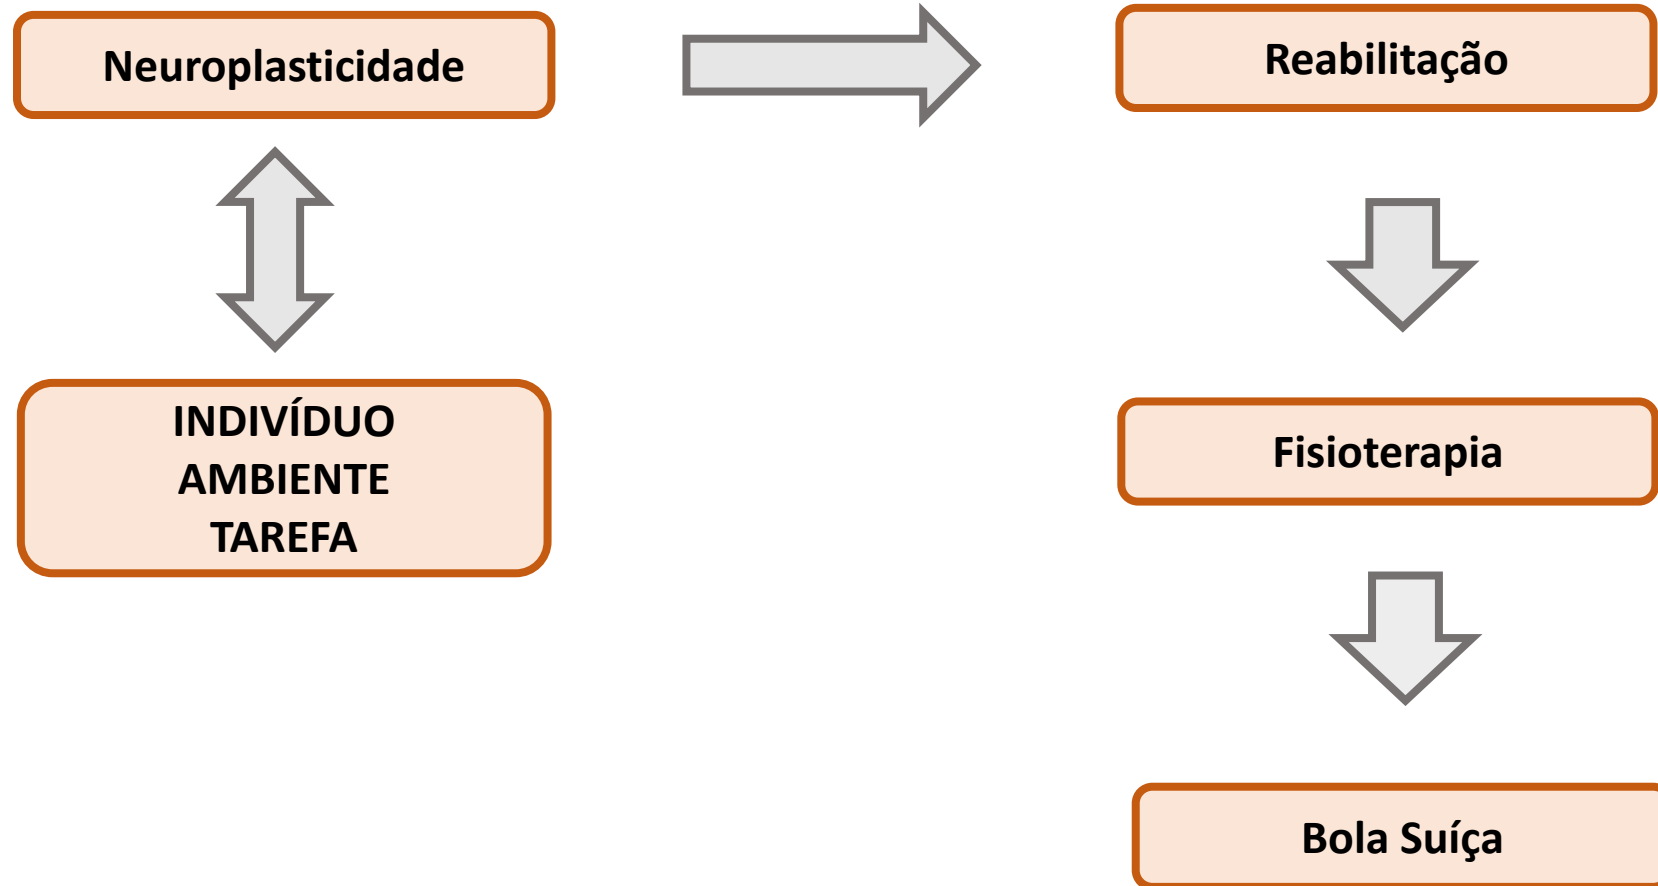 Neuroplasticidade
Reabilitação
INDIVÍDUO
AMBIENTE
TAREFA
Fisioterapia
Bola Suíça